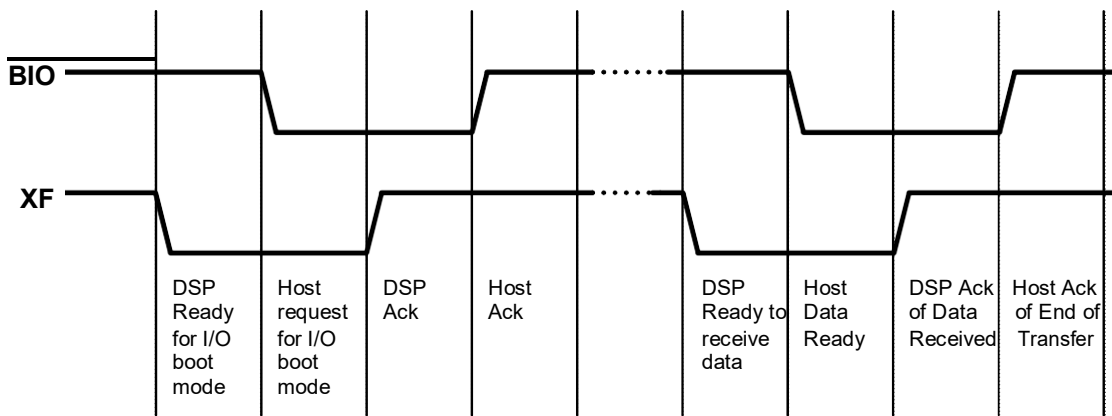 BIO
XF
DSP
Ready
for I/O
boot
mode
Host
request
for I/O
boot
mode
DSP
Ack
Host
Ack
DSP
Ready to
receive
data
Host
Data
Ready
DSP Ack
of Data
Received
Host Ack
of End of
Transfer